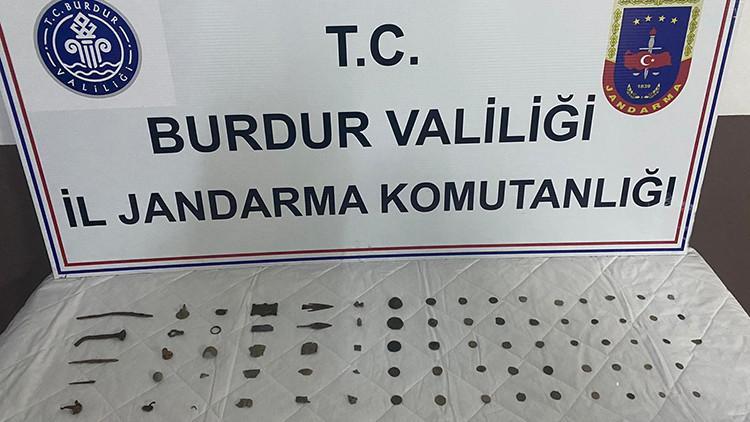 T.C. BURDUR
VALİLİĞİ
1839
JANDARMA
T.C.
BURDUR VALİLİĞİ
İL JANDARMA KOMUTANLIĞI